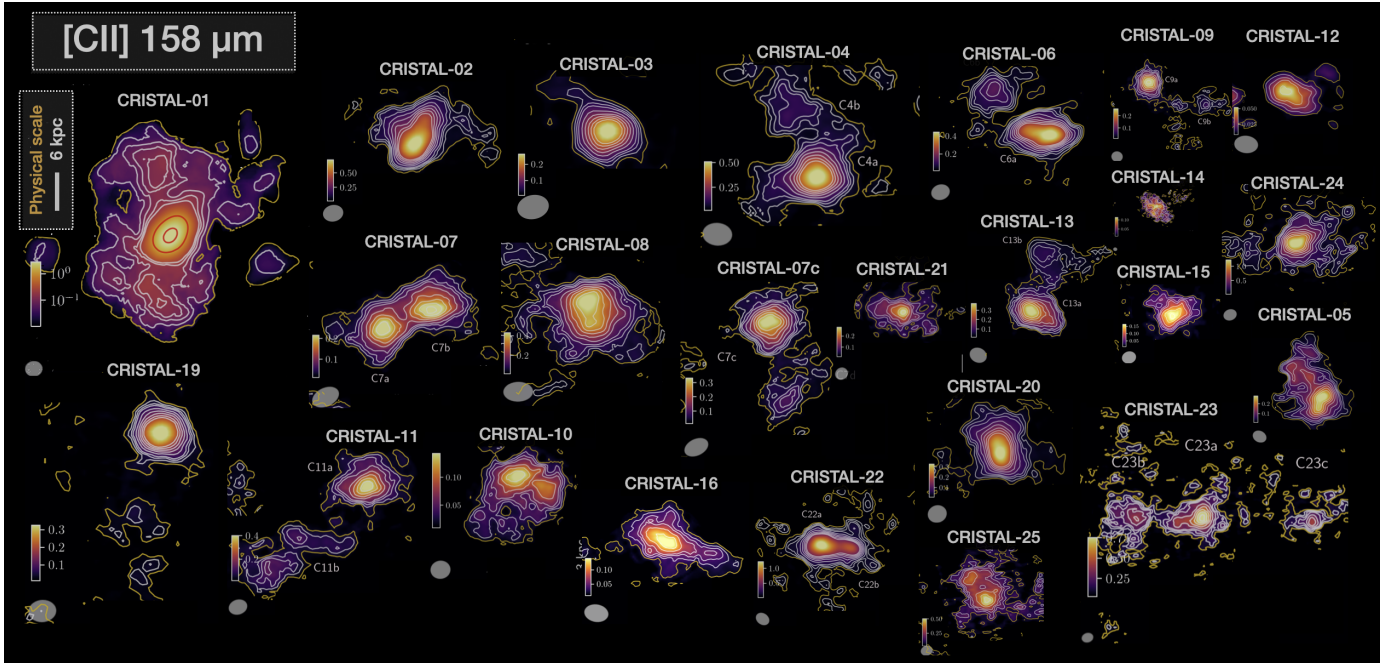 [CII] 158 μm
Physical scale
6 kpc
CRISTAL-01
10⁰
10⁻¹
CRISTAL-02
0.50
0.25
CRISTAL-03
0.2
0.1
CRISTAL-04
C4b
C4a
0.50
0.25
CRISTAL-06
C6a
0.4
0.2
CRISTAL-09
C9a
C9b
0.2
0.1
CRISTAL-12
0.050
CRISTAL-07
C7b
C7a
0.1
CRISTAL-08
0.2
CRISTAL-07c
C7c
0.3
0.2
0.1
CRISTAL-21
0.2
0.1
CRISTAL-13
C13b
C13a
0.3
0.2
0.1
CRISTAL-14
0.10
0.05
CRISTAL-24
CRISTAL-15
0.15
0.10
0.05
CRISTAL-05
0.2
0.1
CRISTAL-19
0.3
0.2
0.1
CRISTAL-11
C11a
C11b
0.4
CRISTAL-10
0.10
0.05
CRISTAL-16
0.10
0.05
CRISTAL-22
C22a
C22b
1.0
0.5
CRISTAL-20
CRISTAL-25
0.50
0.25
CRISTAL-23
C23a
C23b
C23c
0.25